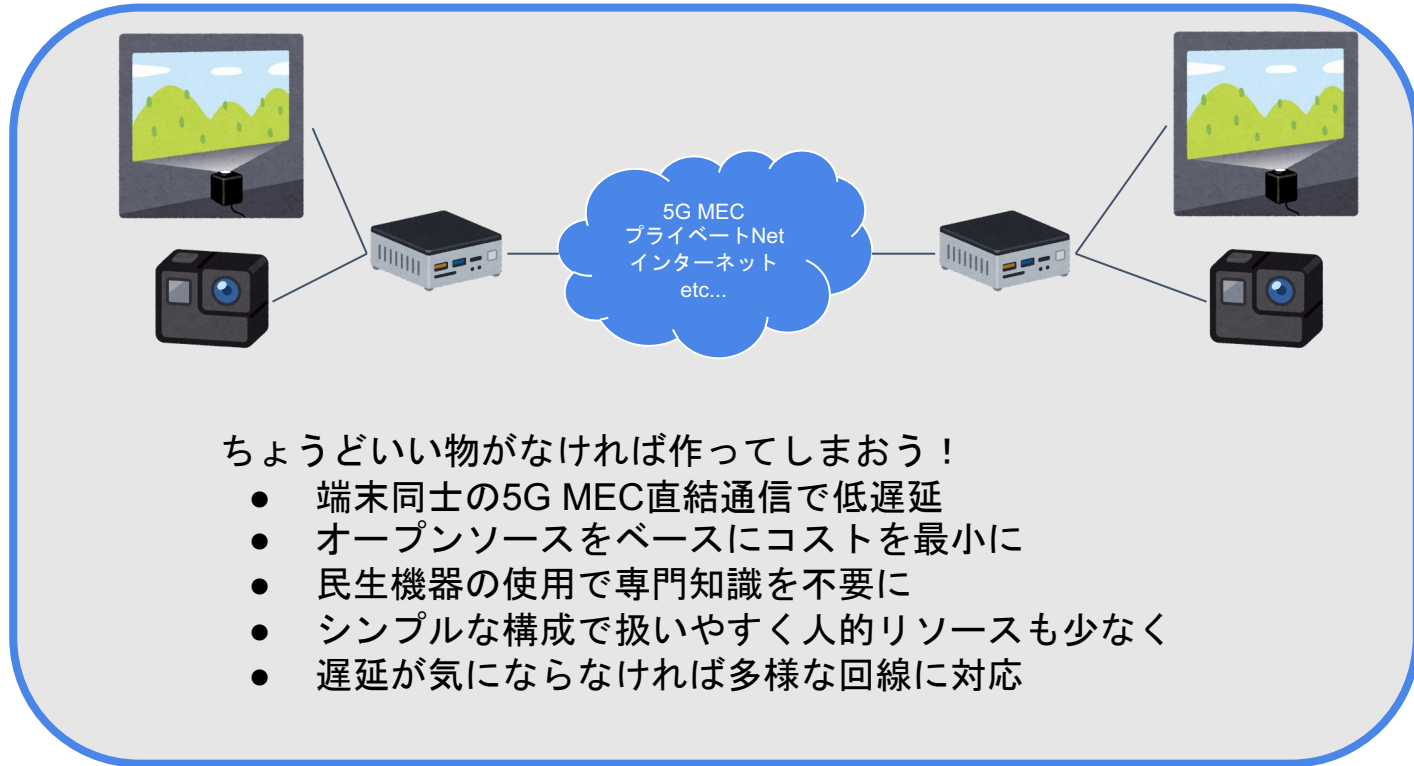 5G MEC
プライベートNet
インターネット
etc...
ちょうどいい物がなければ作ってしまおう！
● 端末同士の5G MEC直結通信で低遅延
● オープンソースをベースにコストを最小に
● 民生機器の使用で専門知識を不要に
● シンプルな構成で扱いやすく人的リソースも少なく
● 遅延が気にならなければ多様な回線に対応